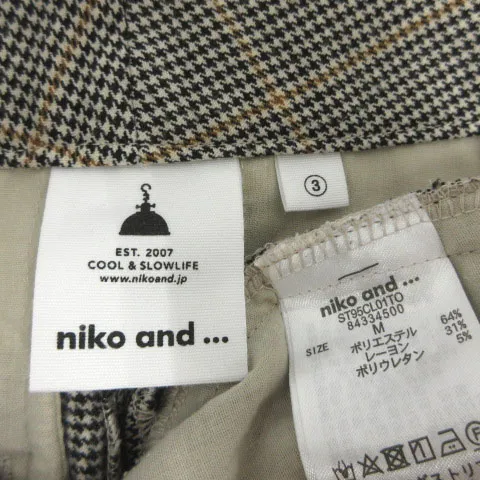 EST. 2007
COOL & SLOWLIFE
www.nikoand.jp
niko and ...
③
niko and ...
ST95CL01TO
84334500
SIZE M
ポリエステル 64%
レーヨン 31%
ポリウレタン 5%